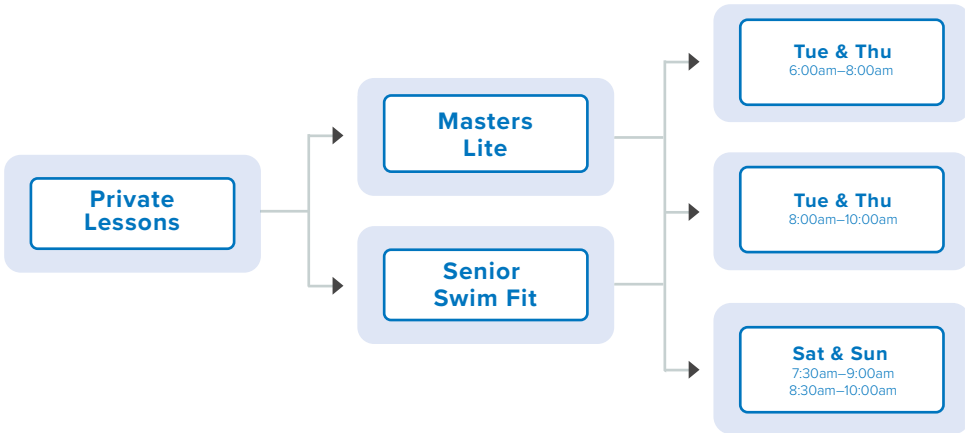 Private
Lessons
Masters
Lite
Senior
Swim Fit
Tue & Thu
6:00am–8:00am
Tue & Thu
8:00am–10:00am
Sat & Sun
7:30am–9:00am
8:30am–10:00am